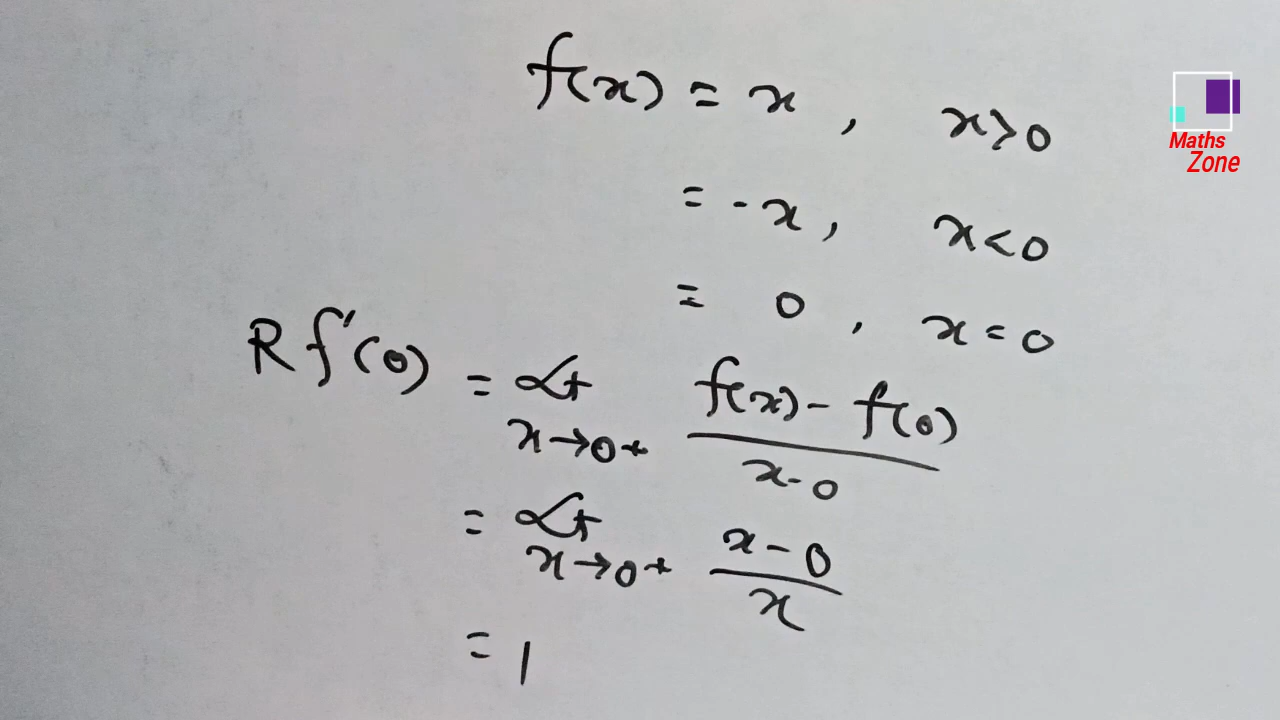 f(x) = x , x>0
= -x, x<0
= 0 , x=0
Rf'(0) = Lt x→0+ f(x) - f(0) / x-0
= Lt x→0+ x-0 / x
= 1
Maths
Zone